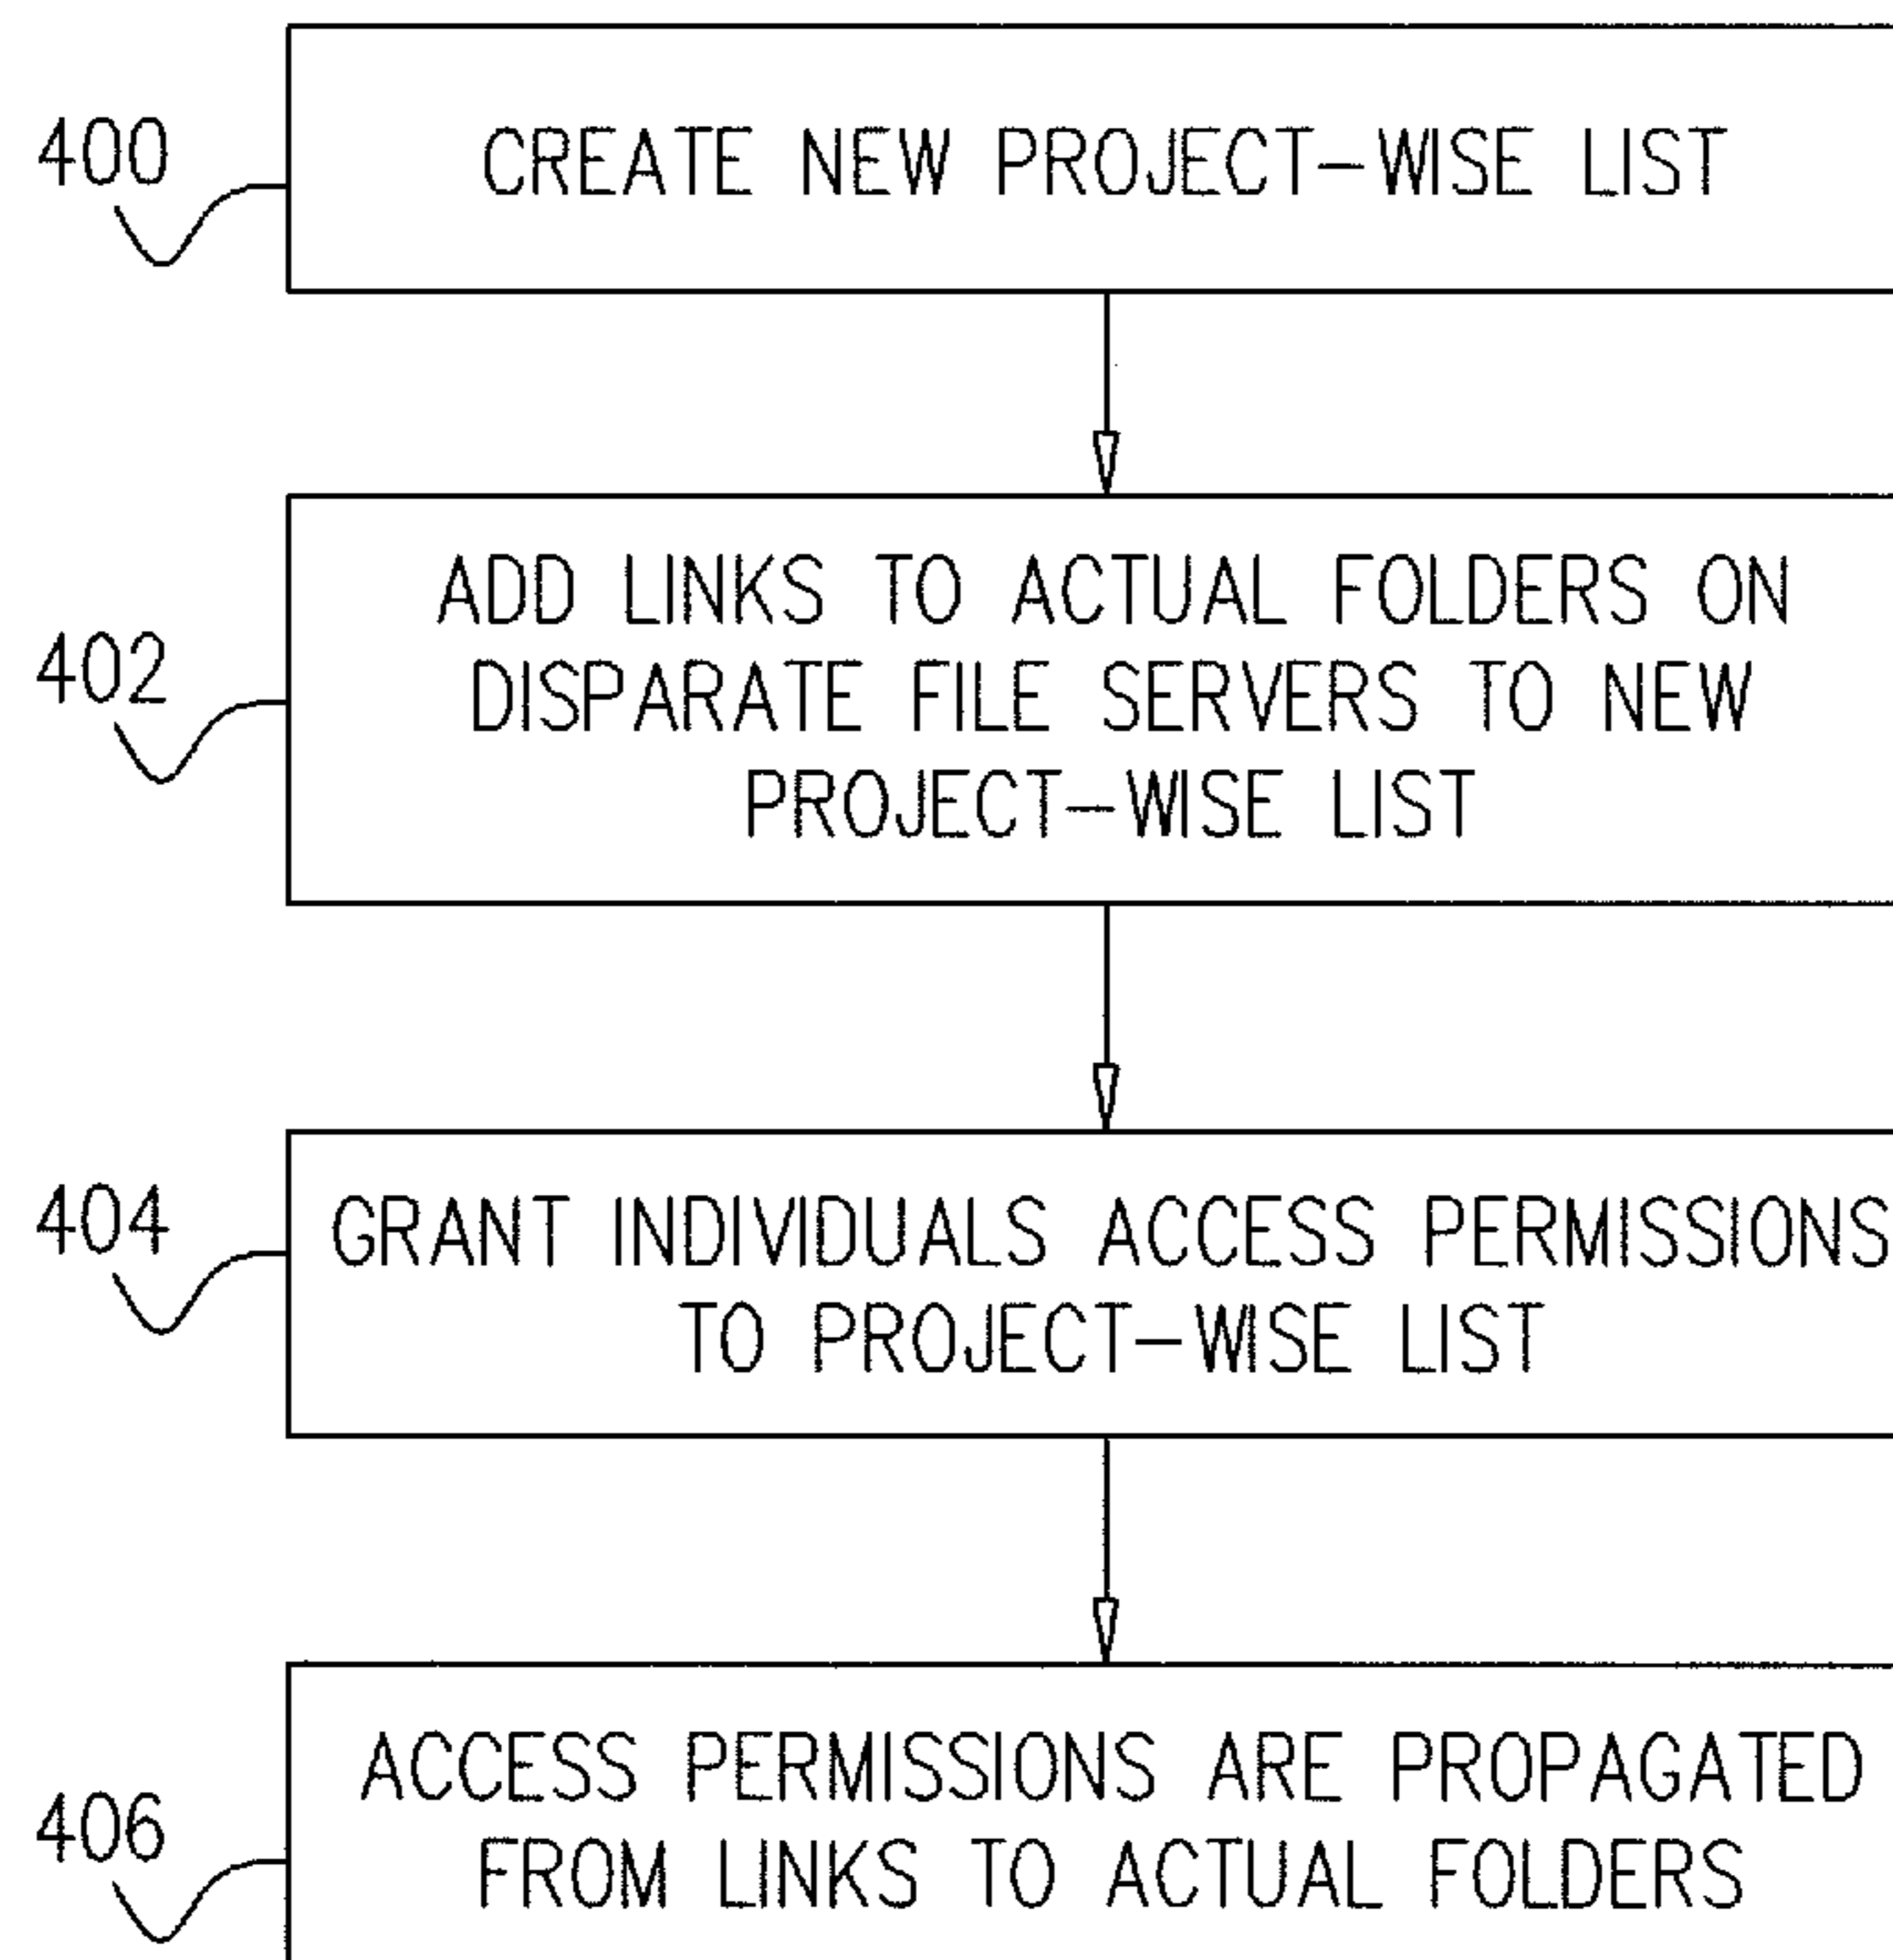 400
CREATE NEW PROJECT-WISE LIST
402
ADD LINKS TO ACTUAL FOLDERS ON
DISPARATE FILE SERVERS TO NEW
PROJECT-WISE LIST
404
GRANT INDIVIDUALS ACCESS PERMISSIONS
TO PROJECT-WISE LIST
406
ACCESS PERMISSIONS ARE PROPAGATED
FROM LINKS TO ACTUAL FOLDERS